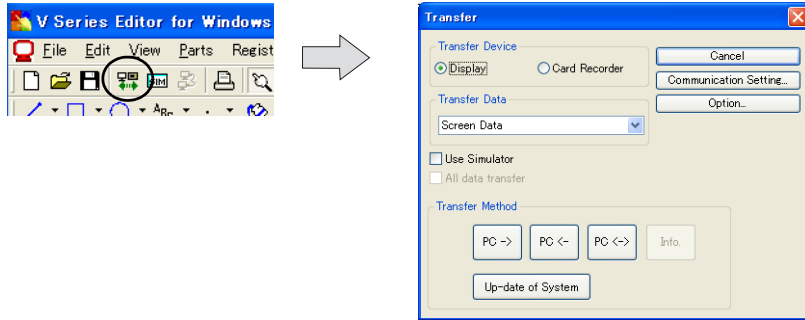 V Series Editor for Windows
File Edit View Parts Regist
SIM
ABC
Transfer
Transfer Device
Display
Card Recorder
Cancel
Communication Setting...
Option...
Transfer Data
Screen Data
Use Simulator
All data transfer
Transfer Method
PC ->
PC <-
PC <->
Info.
Up-date of System